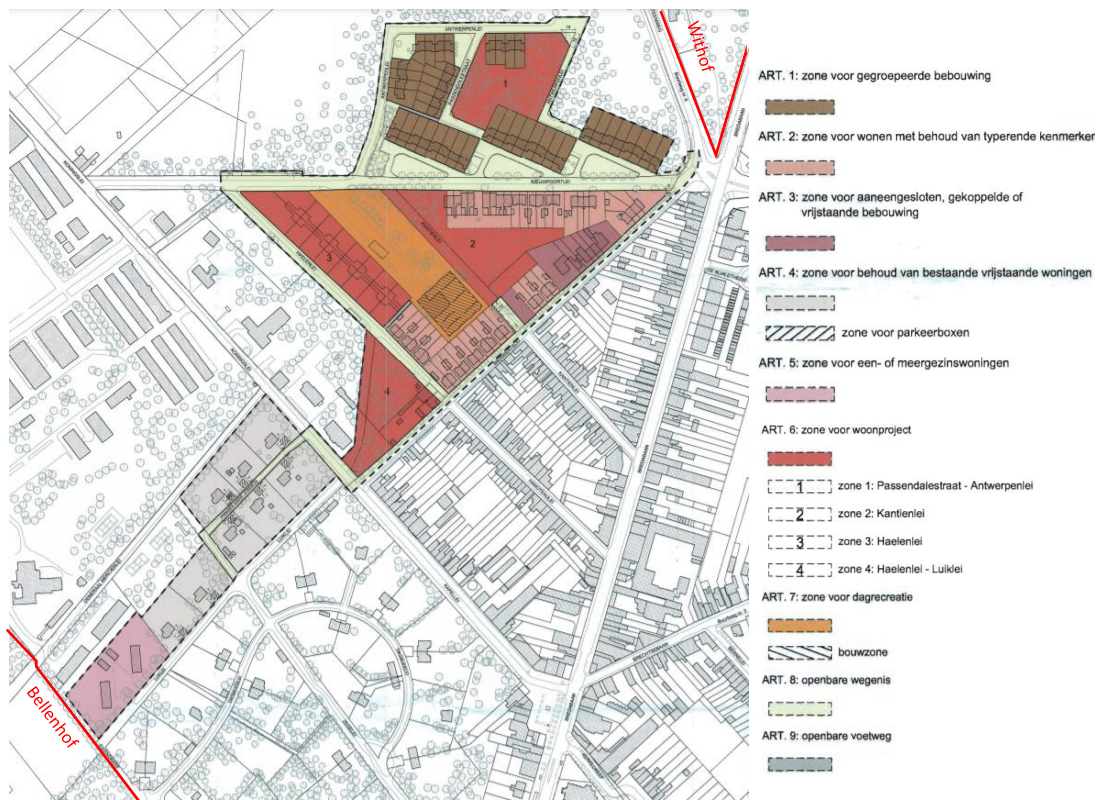 ANTWERPENLEI
Withof
1
NIEUWPOORTLEI
2
3
4
KONINGSLEI
HAELENLEI
KANTIENLEI
LUIKLEI
BREDABAAN
BRECHTSEBAAN
Bellenhof
ART. 1: zone voor gegroepeerde bebouwing
ART. 2: zone voor wonen met behoud van typerende kenmerken
ART. 3: zone voor aaneengesloten, gekoppelde of
vrijstaande bebouwing
ART. 4: zone voor behoud van bestaande vrijstaande woningen
zone voor parkeerboxen
ART. 5: zone voor een- of meergezinswoningen
ART. 6: zone voor woonproject
1 zone 1: Passendalestraat - Antwerpenlei
2 zone 2: Kantienlei
3 zone 3: Haelenlei
4 zone 4: Haelenlei - Luiklei
ART. 7: zone voor dagrecreatie
bouwzone
ART. 8: openbare wegenis
ART. 9: openbare voetweg